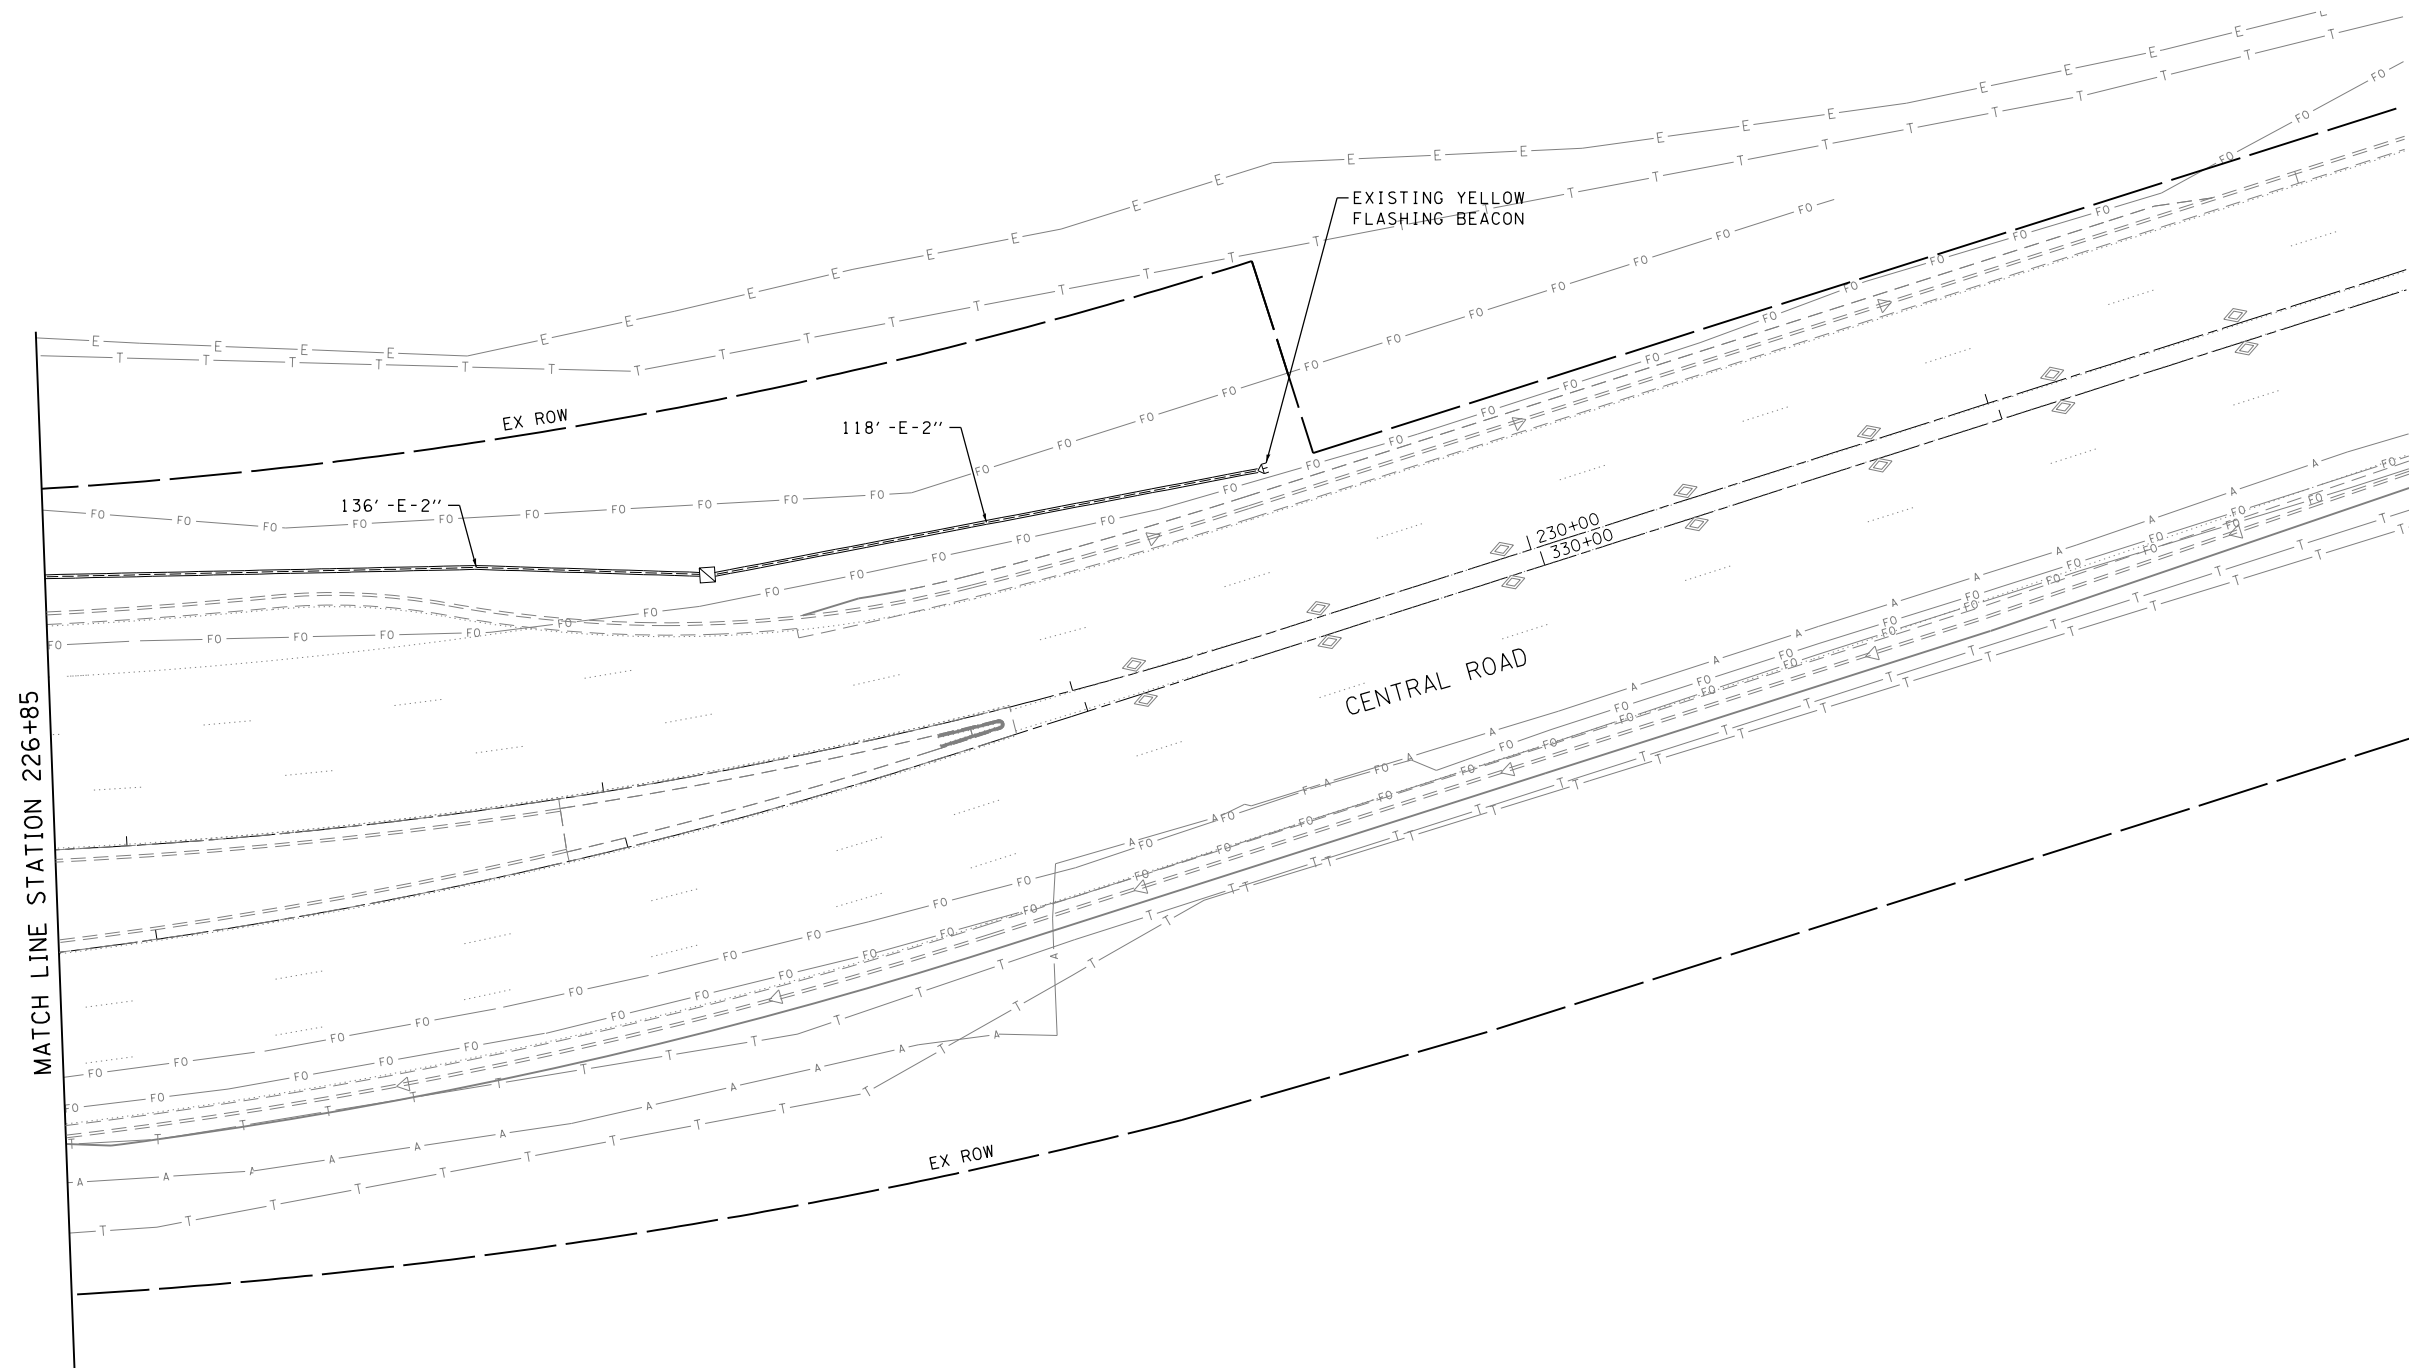 EXISTING YELLOW
FLASHING BEACON
EX ROW
118'-E-2"
136'-E-2"
230+00
330+00
CENTRAL ROAD
MATCH LINE STATION 226+85
EX ROW